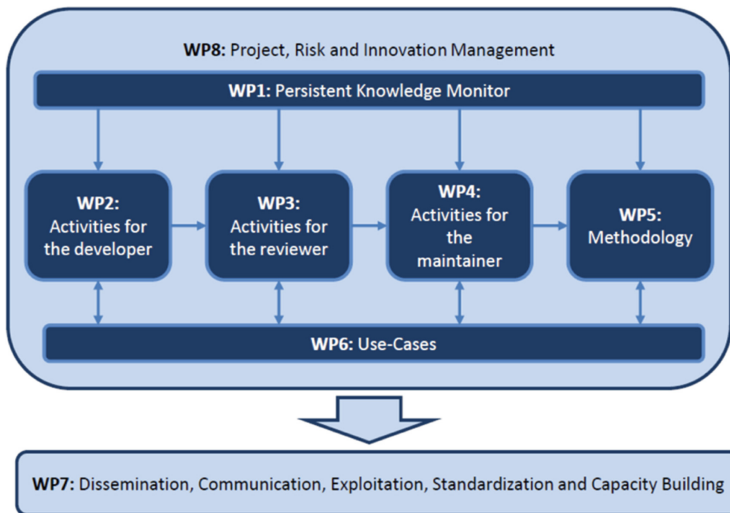 WP8: Project, Risk and Innovation Management
WP1: Persistent Knowledge Monitor
WP2:
Activities for
the developer
WP3:
Activities for
the reviewer
WP4:
Activities for
the
maintainer
WP5:
Methodology
WP6: Use-Cases
WP7: Dissemination, Communication, Exploitation, Standardization and Capacity Building